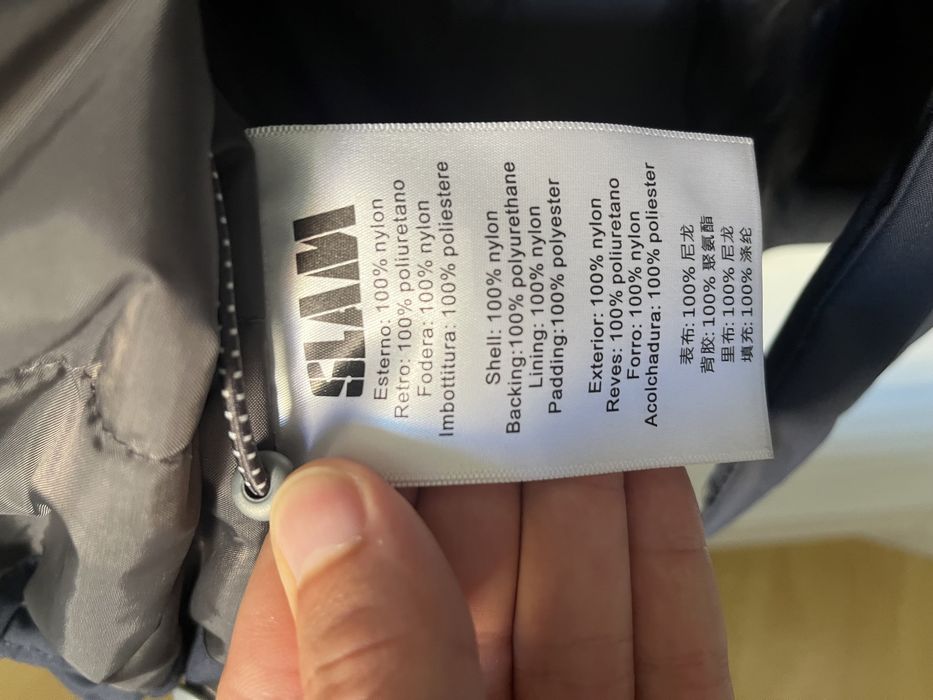 SLAM
Esterno: 100% nylon
Retro: 100% poliuretano
Fodera: 100% nylon
Imbottitura: 100% poliestere
Shell: 100% nylon
Backing:100% polyurethane
Lining: 100% nylon
Padding:100% polyester
Exterior: 100% nylon
Reves: 100% poliuretano
Forro: 100% nylon
Acolchadura: 100% poliester
表布: 100% 尼龙
背胶: 100% 聚氨酯
里布: 100% 尼龙
填充: 100% 涤纶